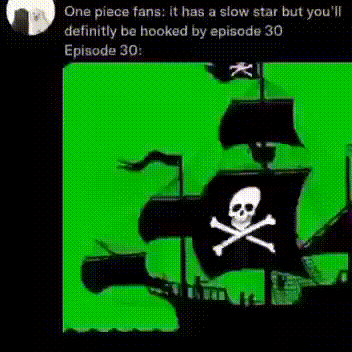 One piece fans: it has a slow star but you'll
definitly be hooked by episode 30
Episode 30: